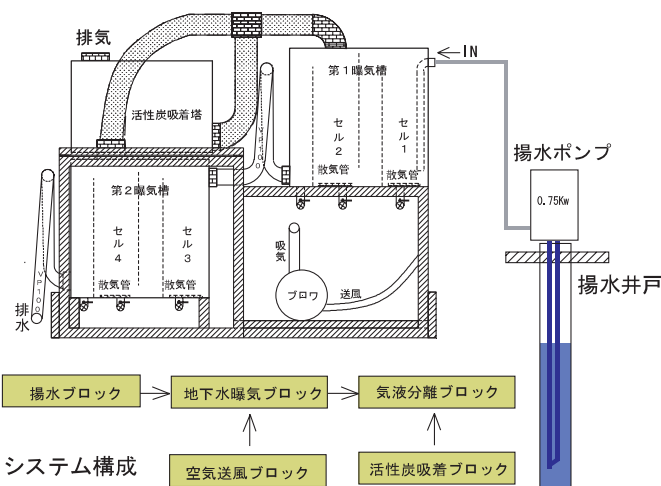 排気
←IN
第1曝気槽
活性炭吸着塔
VP100
セル2
セル1
散気管
散気管
揚水ポンプ
0.75Kw
第2曝気槽
セル4
セル3
散気管
散気管
VP100
排水
吸気
ブロワ
送風
揚水井戸
揚水ブロック
地下水曝気ブロック
気液分離ブロック
システム構成
空気送風ブロック
活性炭吸着ブロック